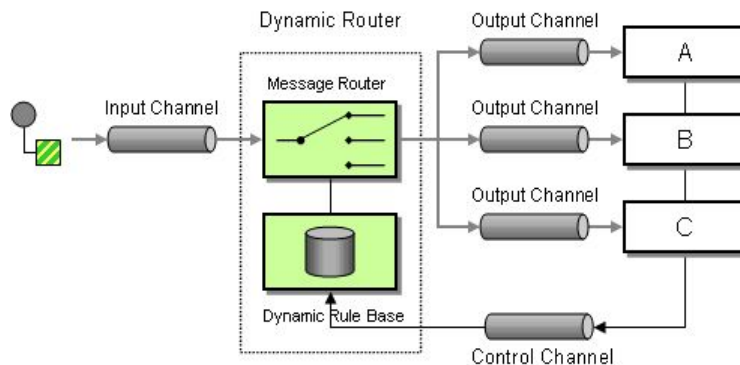 Dynamic Router
Output Channel
A
Message Router
Input Channel
Output Channel
B
Output Channel
C
Dynamic Rule Base
Control Channel